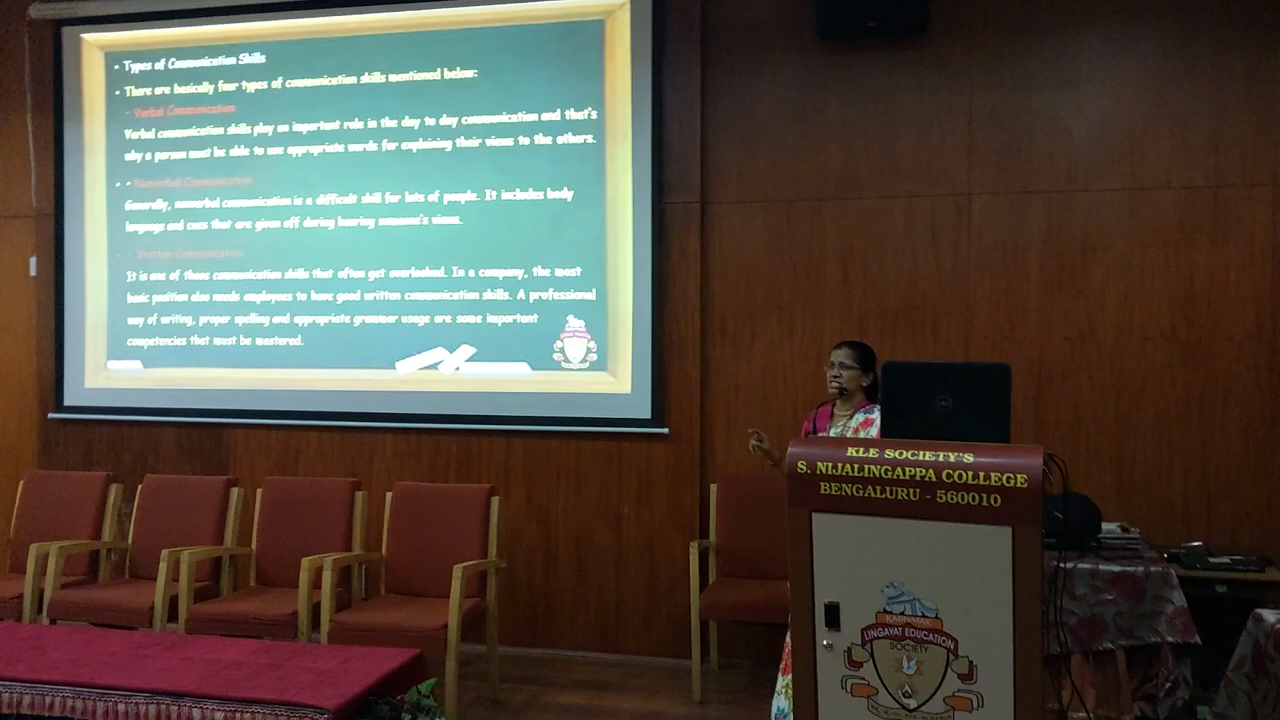 • Types of Communication Skills
• There are basically four types of communication skills mentioned below:
Verbal Communication
Verbal communication skills play an important role in the day to day communication and that's
why a person must be able to use appropriate words for explaining their views to the others.
• • Nonverbal Communication
Generally, nonverbal communication is a difficult skill for lots of people. It includes body
language and cues that are given off during hearing someone's views.
Written Communication
It is one of those communication skills that often get overlooked. In a company, the most
basic position also needs employees to have good written communication skills. A professional
way of writing, proper spelling and appropriate grammar usage are some important
competencies that must be mastered.
DELL
KLE SOCIETY'S
S. NIJALINGAPPA COLLEGE
BENGALURU - 560010
KARNATAK
LINGAYAT EDUCATION
SOCIETY